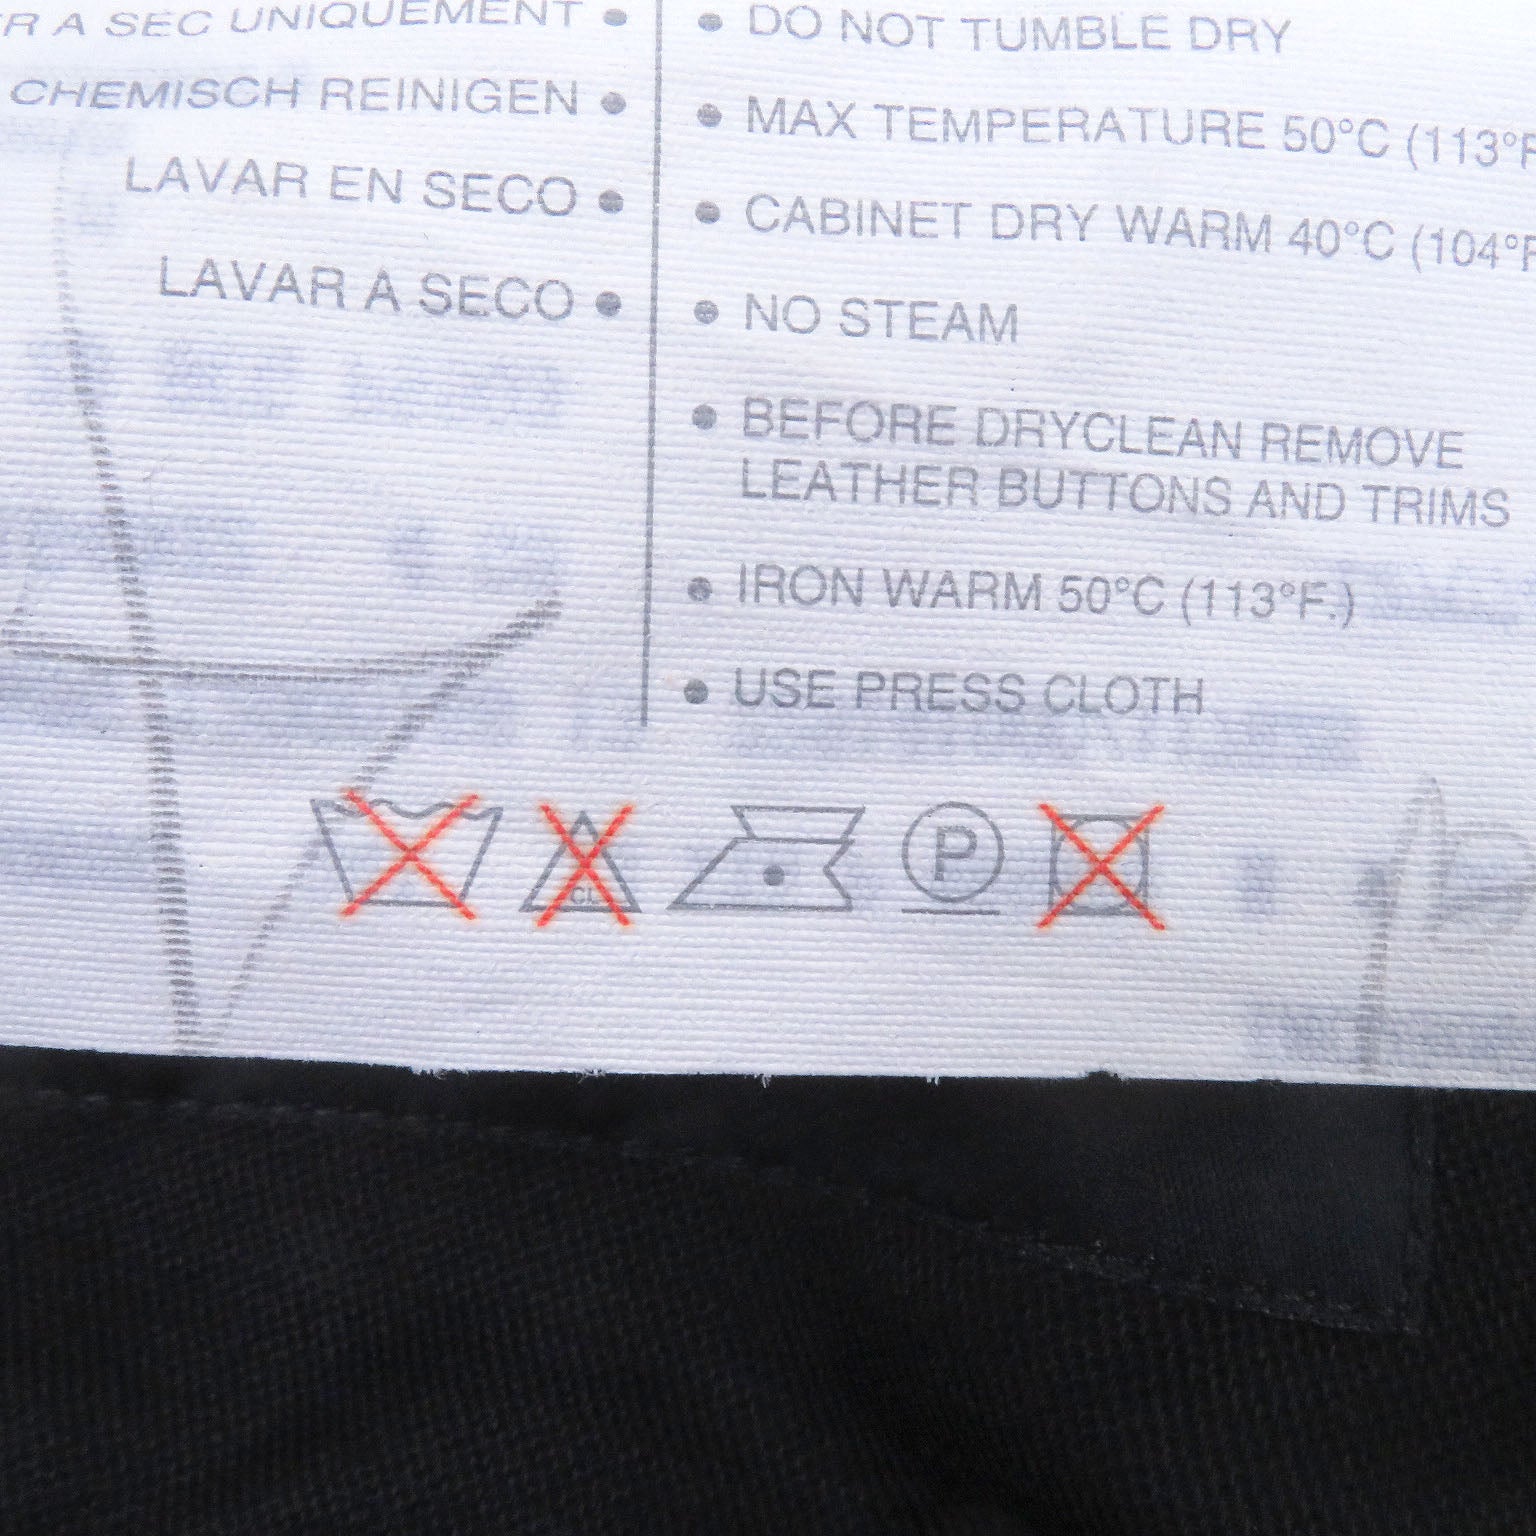 R A SEC UNIQUEMENT •
CHEMISCH REINIGEN •
LAVAR EN SECO •
LAVAR A SECO •
• DO NOT TUMBLE DRY
• MAX TEMPERATURE 50°C (113°F
• CABINET DRY WARM 40°C (104°F
• NO STEAM
• BEFORE DRYCLEAN REMOVE
LEATHER BUTTONS AND TRIMS
• IRON WARM 50°C (113°F.)
• USE PRESS CLOTH
CL
P